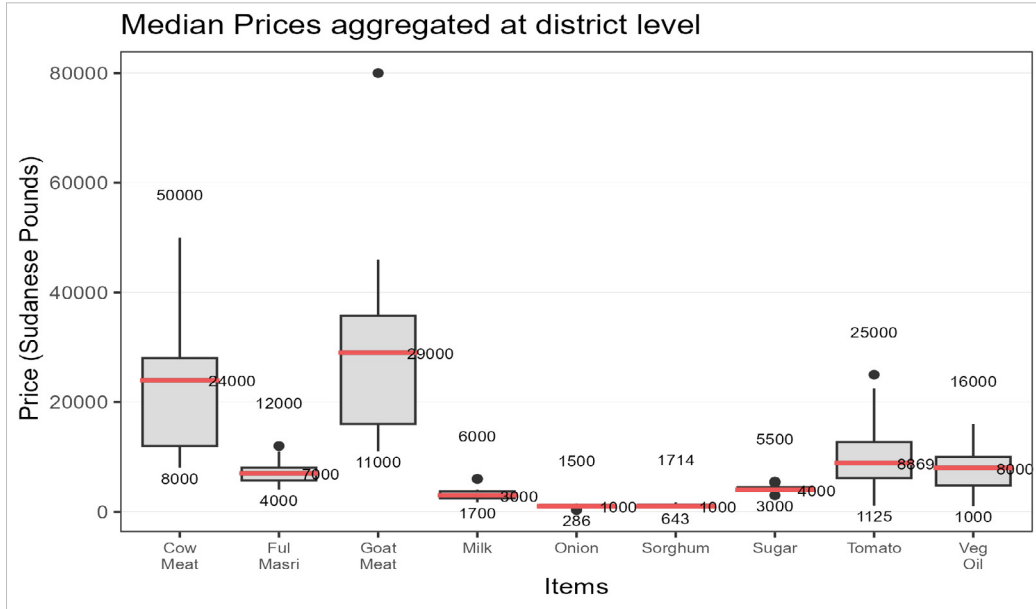 Median Prices aggregated at district level
80000
60000
40000
20000
0
Price (Sudanese Pounds)
50000
24000
8000
12000
7000
4000
29000
11000
6000
3000
1700
1500
1000
286
1714
1000
643
5500
4000
3000
25000
8869
1125
16000
8000
1000
Cow
Meat
Ful
Masri
Goat
Meat
Milk
Onion
Sorghum
Sugar
Tomato
Veg
Oil
Items